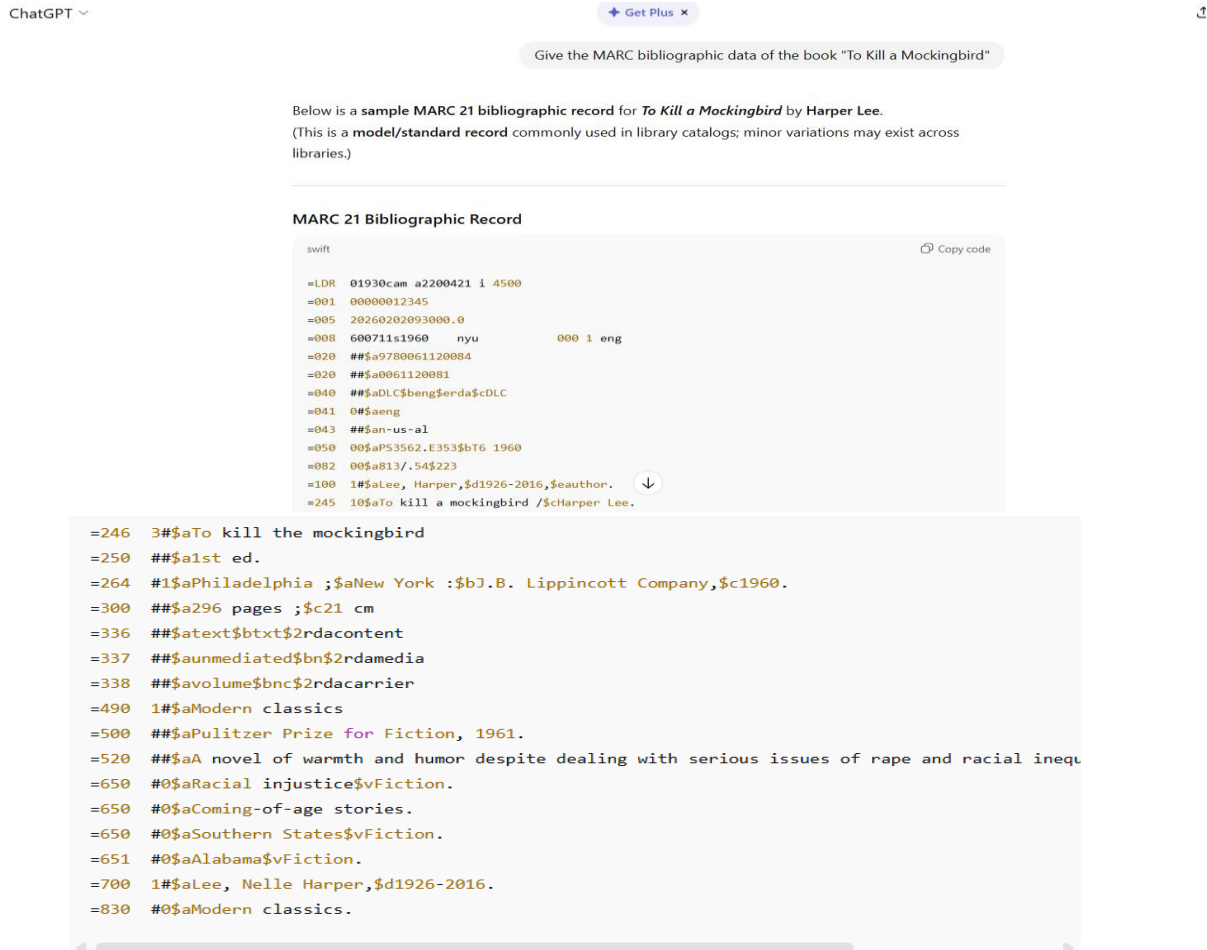 ChatGPT
Get Plus ×
Give the MARC bibliographic data of the book "To Kill a Mockingbird"
Below is a sample MARC 21 bibliographic record for To Kill a Mockingbird by Harper Lee.
(This is a model/standard record commonly used in library catalogs; minor variations may exist across
libraries.)
MARC 21 Bibliographic Record
swift Copy code
=LDR 01930cam a2200421 i 4500
=001 00000012345
=005 20260202093000.0
=008 600711s1960 nyu 000 1 eng
=020 ##$a9780061120084
=020 ##$a0061120081
=040 ##$aDLC$beng$erda$cDLC
=041 0#$aeng
=043 ##$an-us-al
=050 00$aPS3562.E353$bT6 1960
=082 00$a813/.54$223
=100 1#$aLee, Harper,$d1926-2016,$eauthor.
=245 10$aTo kill a mockingbird /$cHarper Lee.
=246 3#$aTo kill the mockingbird
=250 ##$a1st ed.
=264 #1$aPhiladelphia ;$aNew York :$bJ.B. Lippincott Company,$c1960.
=300 ##$a296 pages ;$c21 cm
=336 ##$atext$btxt$2rdacontent
=337 ##$aunmediated$bn$2rdamedia
=338 ##$avolume$bnc$2rdacarrier
=490 1#$aModern classics
=500 ##$aPulitzer Prize for Fiction, 1961.
=520 ##$aA novel of warmth and humor despite dealing with serious issues of rape and racial inequ
=650 #0$aRacial injustice$vFiction.
=650 #0$aComing-of-age stories.
=650 #0$aSouthern States$vFiction.
=651 #0$aAlabama$vFiction.
=700 1#$aLee, Nelle Harper,$d1926-2016.
=830 #0$aModern classics.